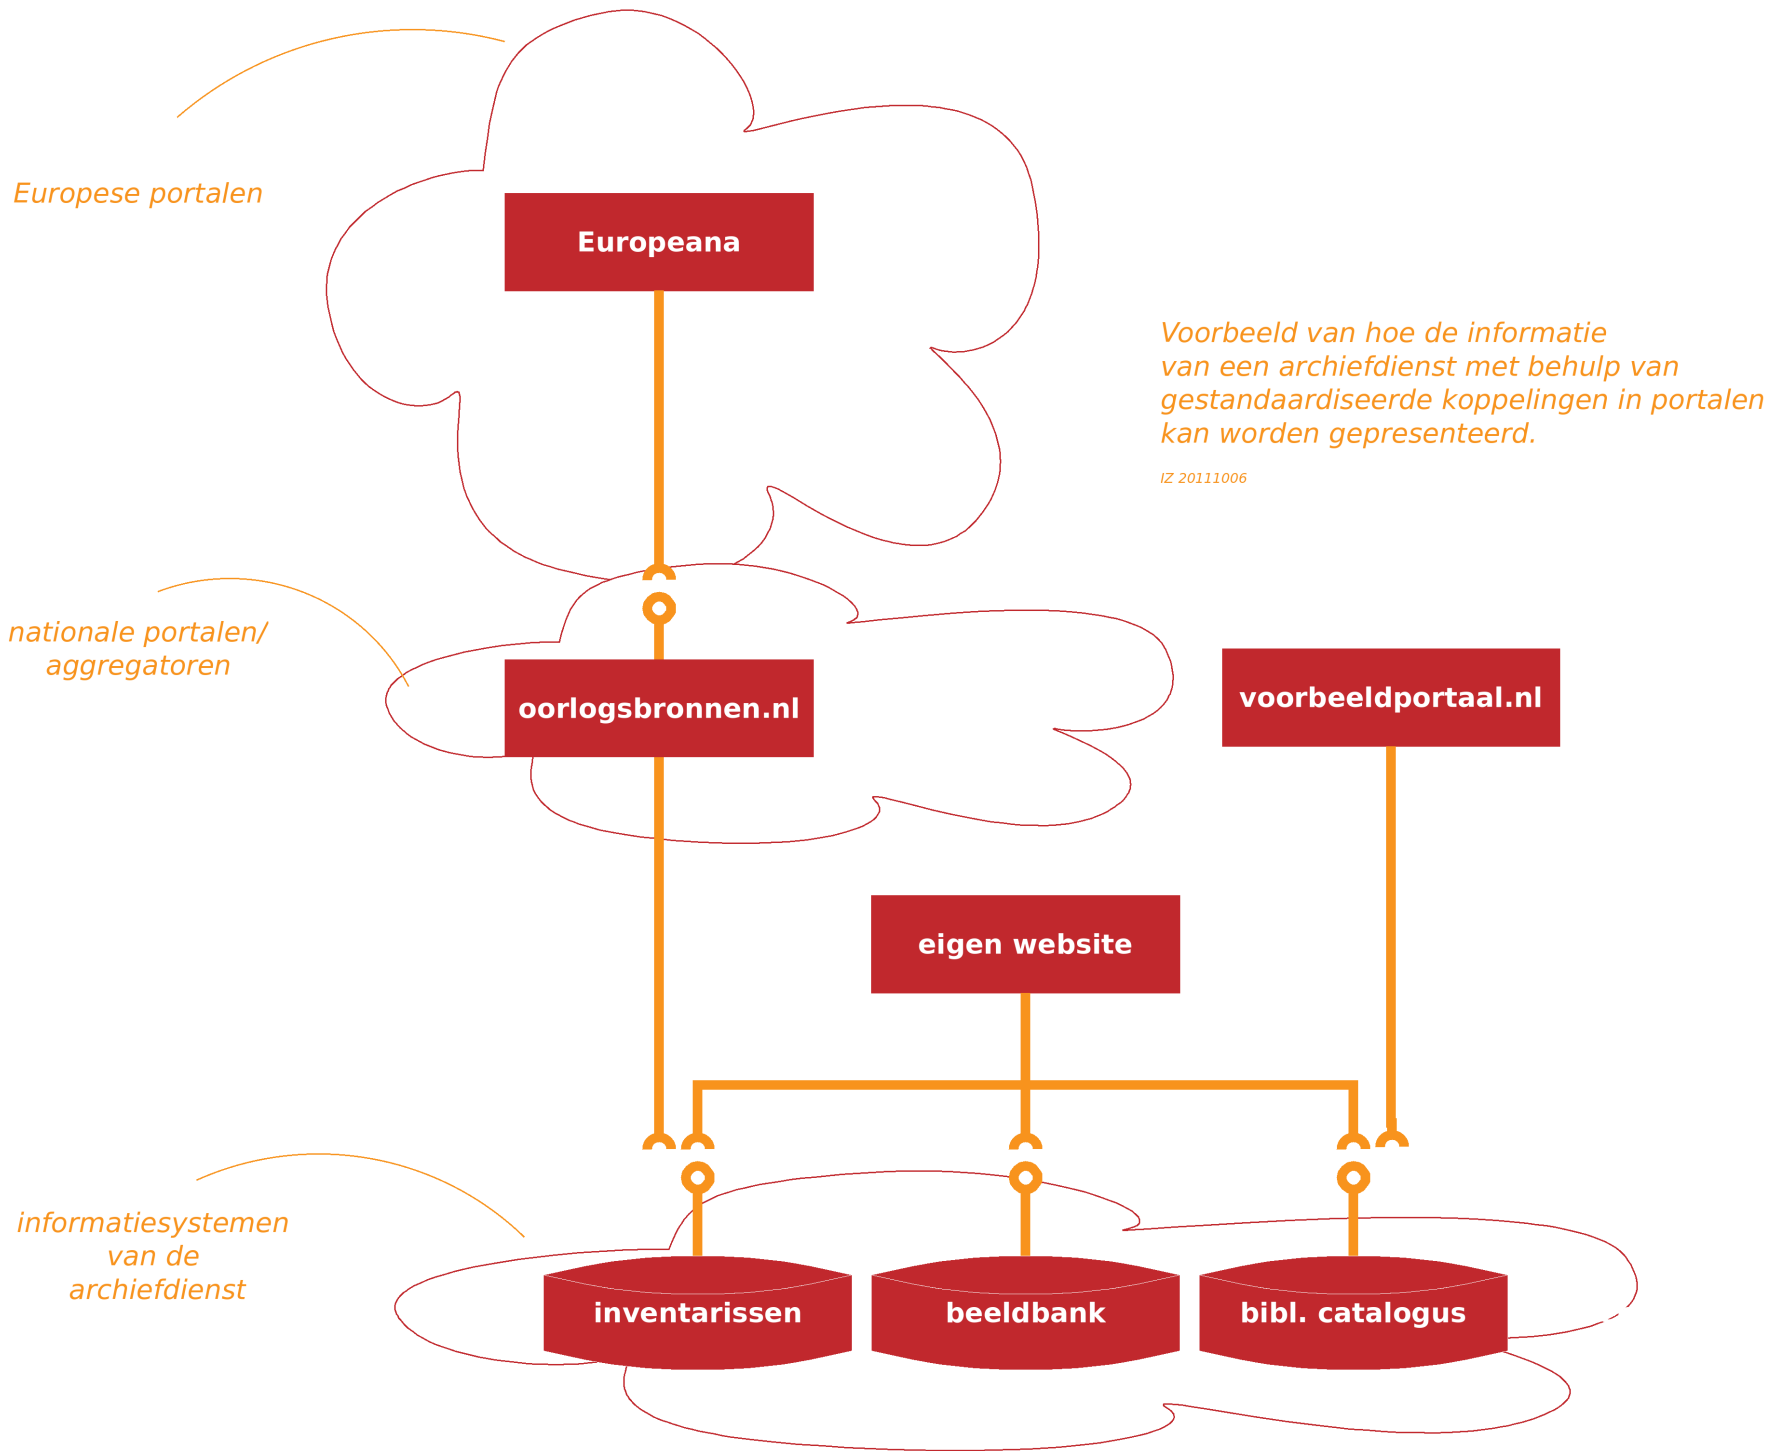 Europese portalen
Europeana
Voorbeeld van hoe de informatie
van een archiefdienst met behulp van
gestandaardiseerde koppelingen in portalen
kan worden gepresenteerd.
IZ 20111006
nationale portalen/
aggregatoren
oorlogsbronnen.nl
voorbeeldportaal.nl
eigen website
informatiesystemen
van de
archiefdienst
inventarissen
beeldbank
bibl. catalogus